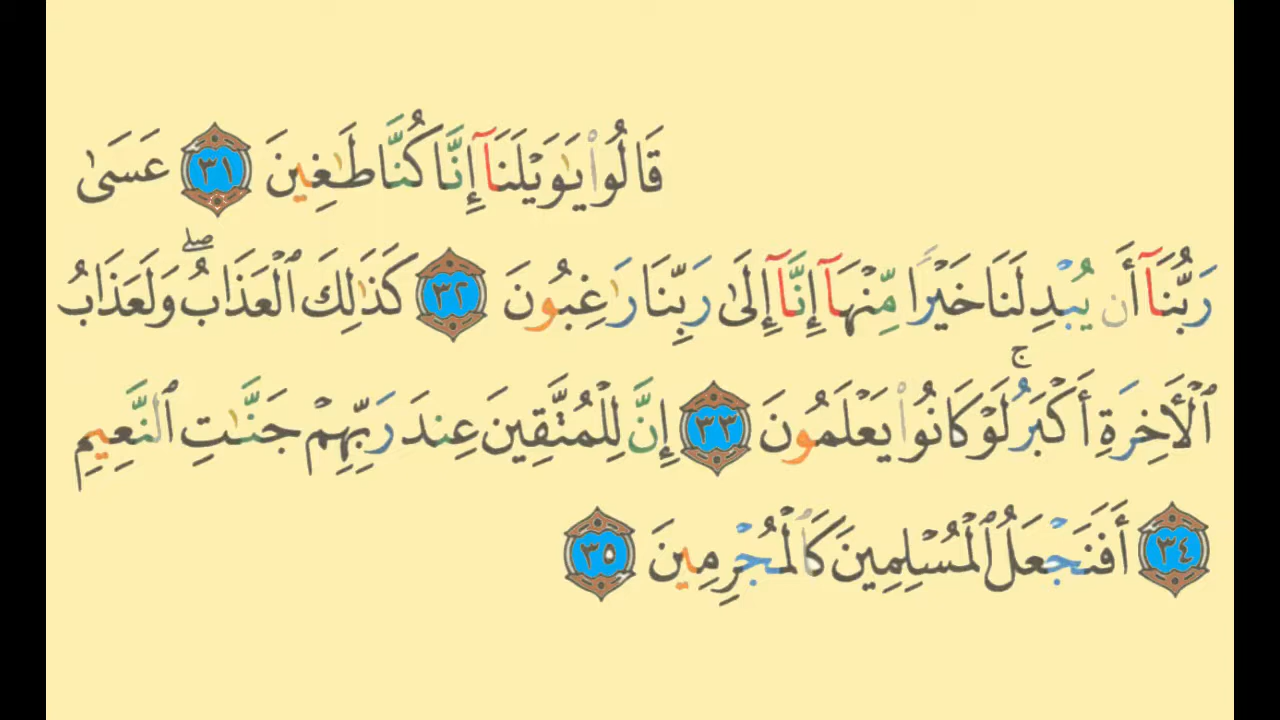 قَالُوا۟ يَـٰوَيْلَنَآ إِنَّا كُنَّا طَـٰغِينَ ٣١ عَسَىٰ
رَبُّنَآ أَن يُبْدِلَنَا خَيْرًا مِّنْهَآ إِنَّآ إِلَىٰ رَبِّنَا رَٰغِبُونَ ٣٢ كَذَٰلِكَ ٱلْعَذَابُ ۖ وَلَعَذَابُ
ٱلْـَٔاخِرَةِ أَكْبَرُ ۚ لَوْ كَانُوا۟ يَعْلَمُونَ ٣٣ إِنَّ لِلْمُتَّقِينَ عِندَ رَبِّهِمْ جَنَّـٰتِ ٱلنَّعِيمِ
٣٤ أَفَنَجْعَلُ ٱلْمُسْلِمِينَ كَٱلْمُجْرِمِينَ ٣٥